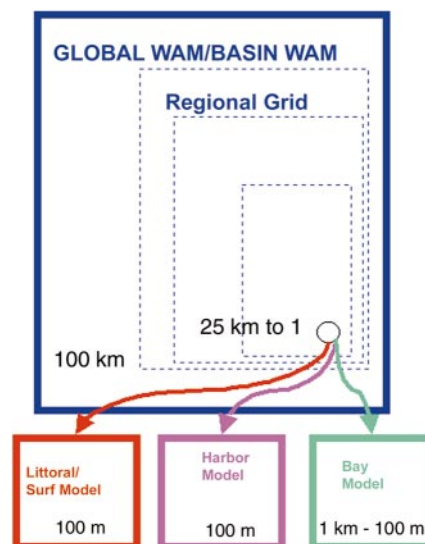 GLOBAL WAM/BASIN WAM
Regional Grid
25 km to 1
100 km
Littoral/
Surf Model
100 m
Harbor
Model
100 m
Bay
Model
1 km - 100 m